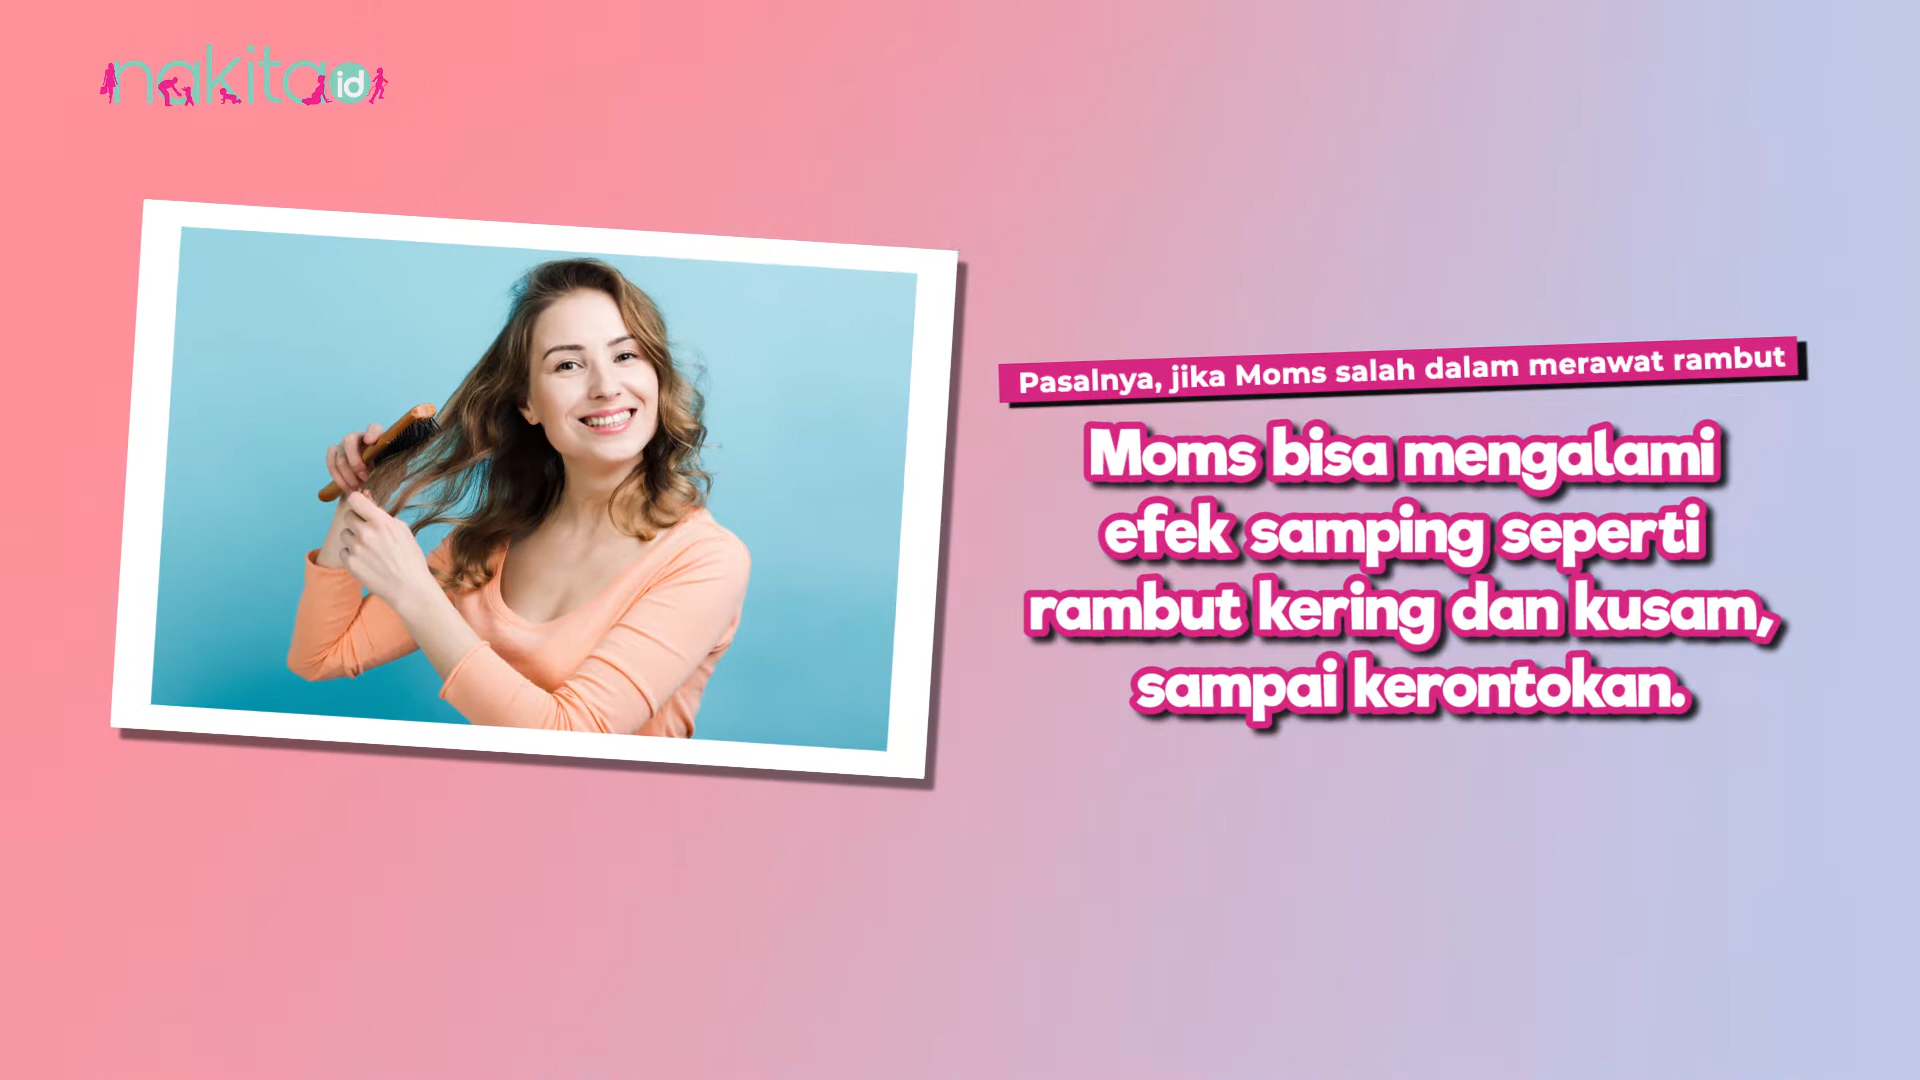 nakita id
Pasalnya, jika Moms salah dalam merawat rambut
Moms bisa mengalami
efek samping seperti
rambut kering dan kusam,
sampai kerontokan.